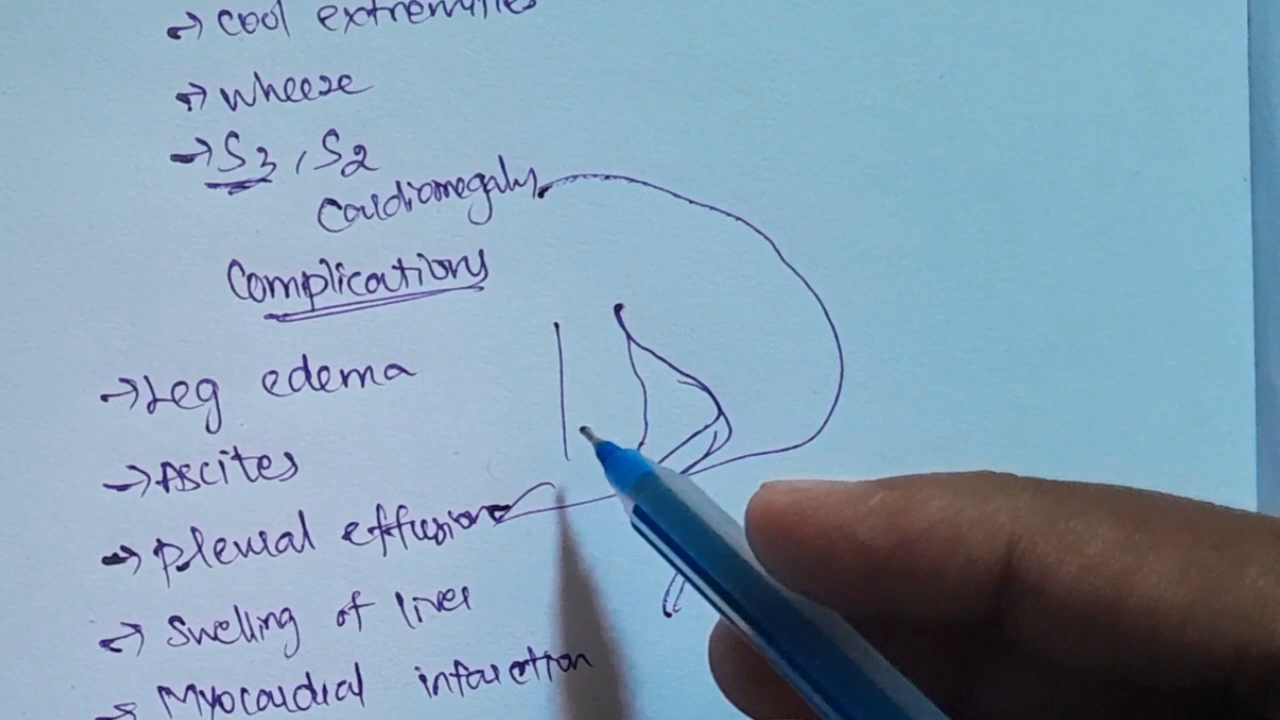 → cool extremities
→ wheeze
→ S3, S2
Cardiomegaly
Complications
→ Leg edema
→ Ascites
→ Pleural effusion
→ Swelling of liver
→ Myocardial infarction